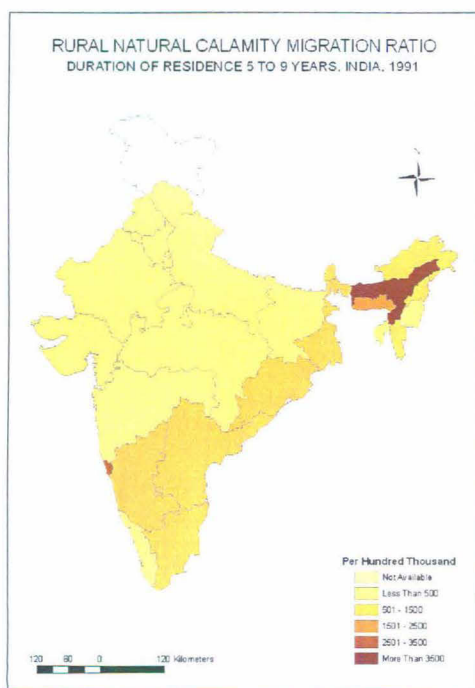 RURAL NATURAL CALAMITY MIGRATION RATIO
DURATION OF RESIDENCE 5 TO 9 YEARS, INDIA, 1991
Per Hundred Thousand
Not Available
Less Than 500
501 - 1500
1501 - 2500
2501 - 3500
More Than 3500
120 60 0 120 Kilometers